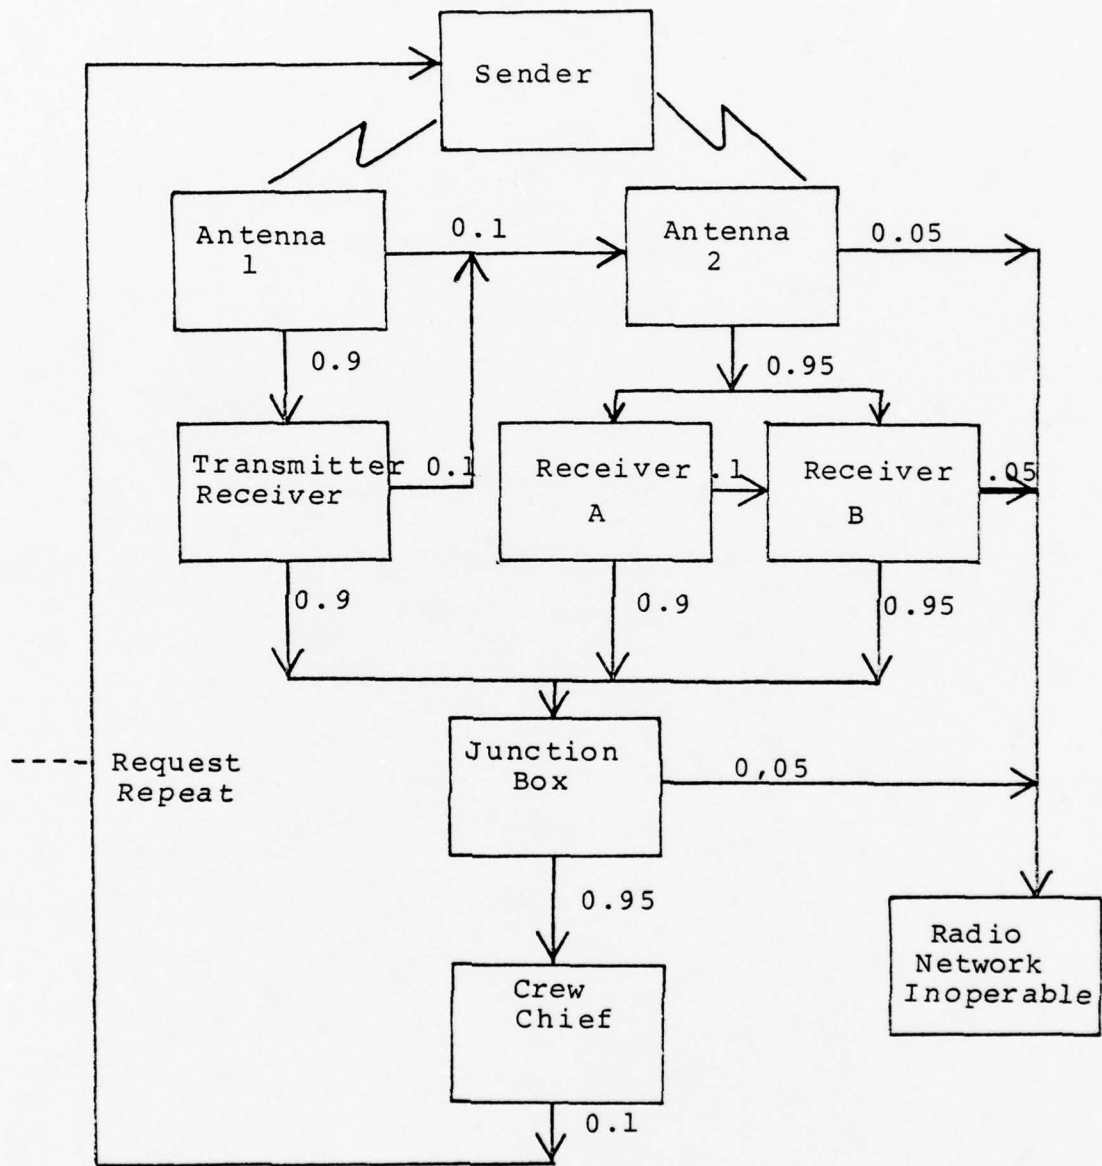 Sender
Antenna
1
0.1
Antenna
2
0.05
0.9
0.95
Transmitter
Receiver
0.1
Receiver
A
.1
Receiver
B
.05
0.9
0.9
0.95
Request
Repeat
Junction
Box
0,05
0.95
Radio
Network
Inoperable
Crew
Chief
0.1